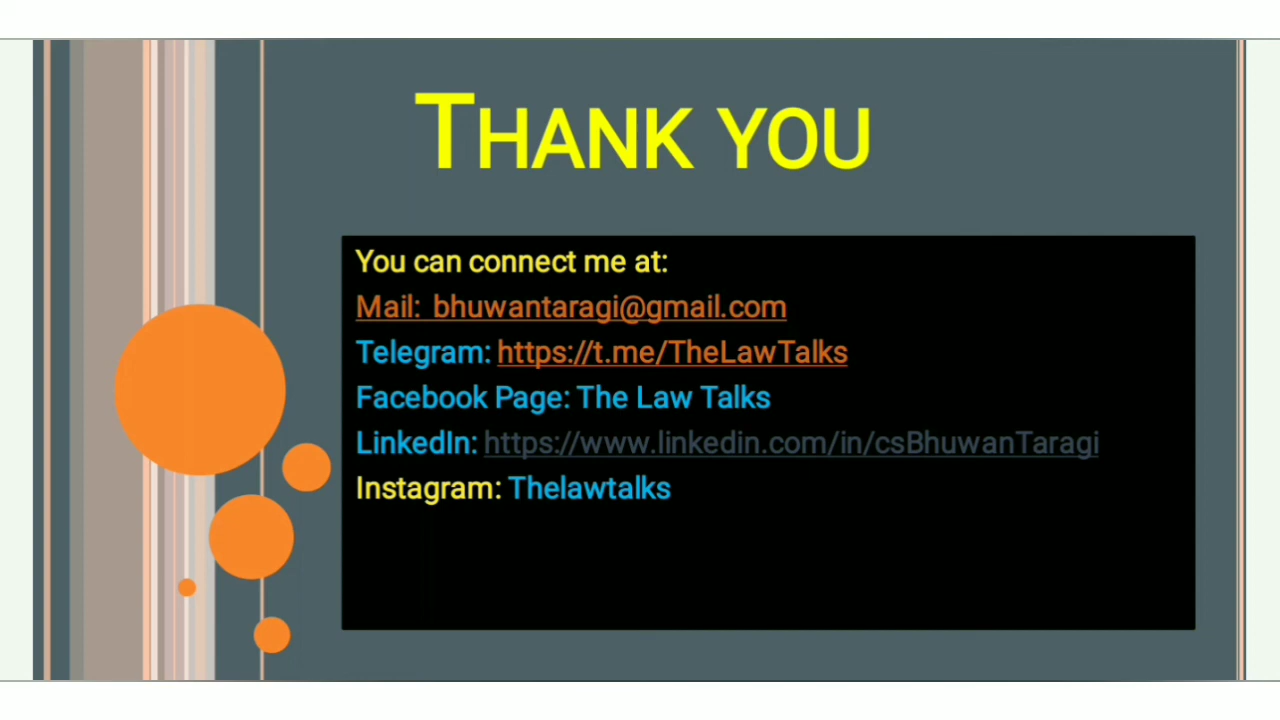 THANK YOU
You can connect me at:
Mail: bhuwantaragi@gmail.com
Telegram: https://t.me/TheLawTalks
Facebook Page: The Law Talks
LinkedIn: https://www.linkedin.com/in/csBhuwanTaragi
Instagram: Thelawtalks